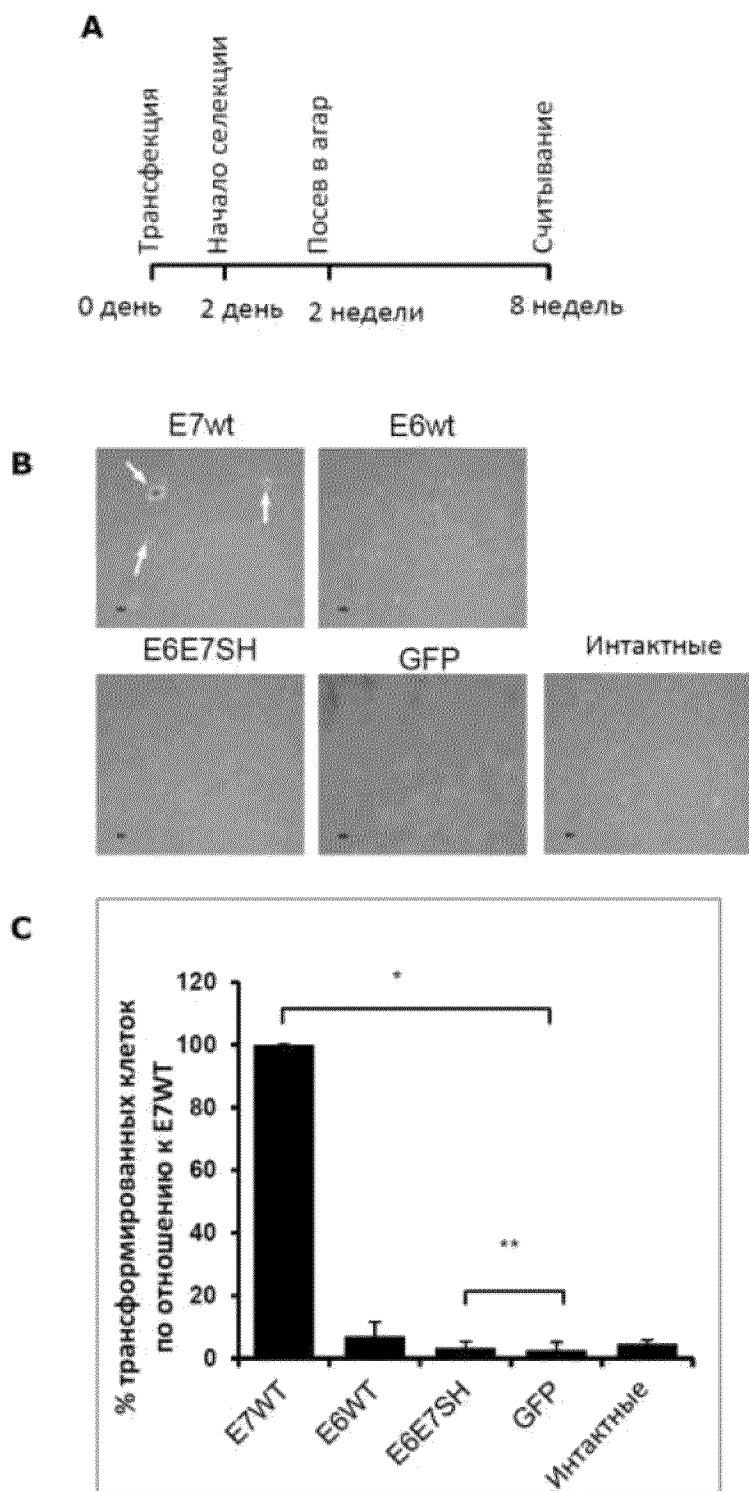 A
Трансфекция
Начало селекции
Посев в агар
Считывание
0 день
2 день
2 недели
8 недель
B
E7wt
E6wt
E6E7SH
GFP
Интактные
C
% трансформированных клеток
по отношению к E7WT
120
100
80
60
40
20
0
*
**
E7WT
E6WT
E6E7SH
GFP
Интактные